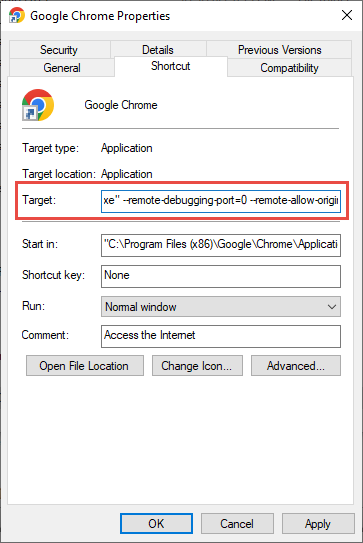 Google Chrome Properties
Security Details Previous Versions
General Shortcut Compatibility
Google Chrome
Target type: Application
Target location: Application
Target: xe" --remote-debugging-port=0 --remote-allow-origin
Start in: "C:\Program Files (x86)\Google\Chrome\Applicati
Shortcut key: None
Run: Normal window
Comment: Access the Internet
Open File Location Change Icon... Advanced...
OK Cancel Apply